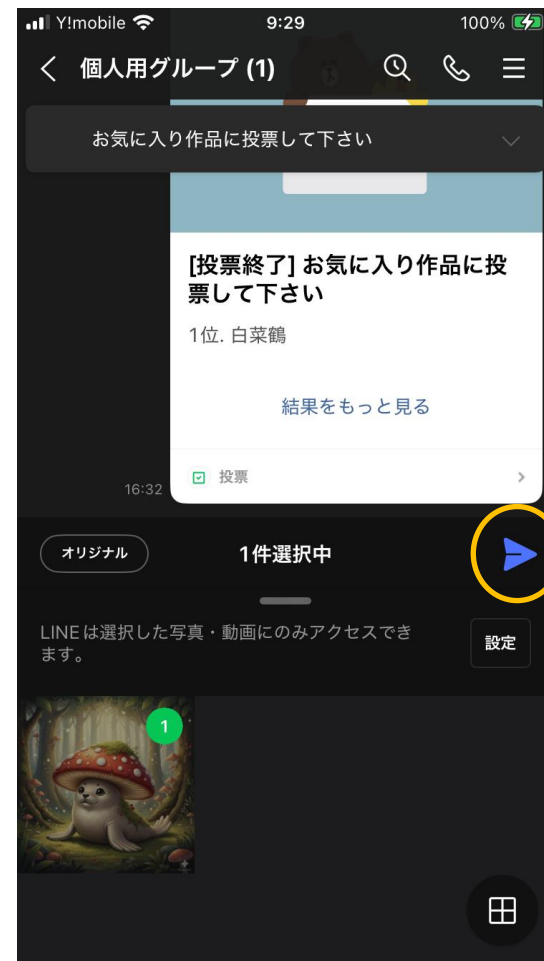 Y!mobile 9:29 100%
個人用グループ (1)
お気に入り作品に投票して下さい
[投票終了] お気に入り作品に投
票して下さい
1位. 白菜鶴
結果をもっと見る
投票
16:32
オリジナル 1件選択中
LINEは選択した写真・動画にのみアクセスでき
ます。
設定
1